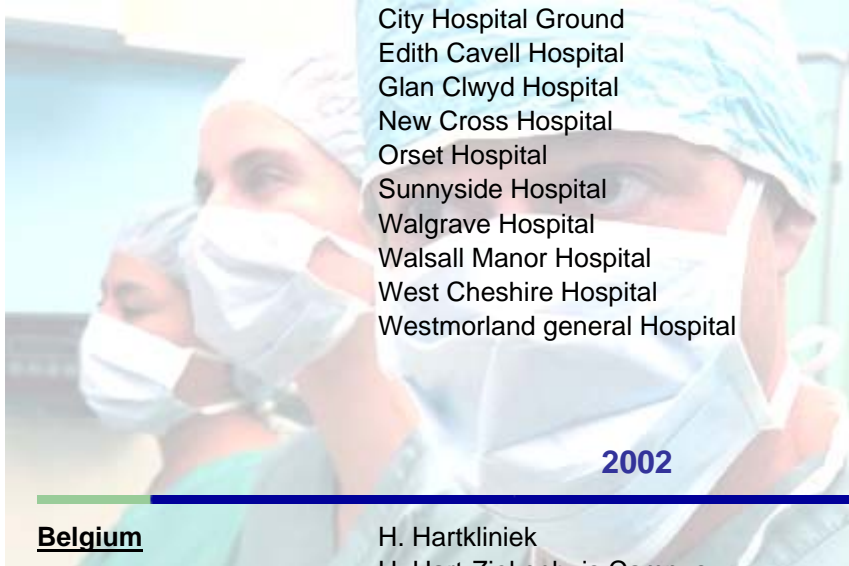 City Hospital Ground
Edith Cavell Hospital
Glan Clwyd Hospital
New Cross Hospital
Orset Hospital
Sunnyside Hospital
Walgrave Hospital
Walsall Manor Hospital
West Cheshire Hospital
Westmorland general Hospital
2002
Belgium H. Hartkliniek